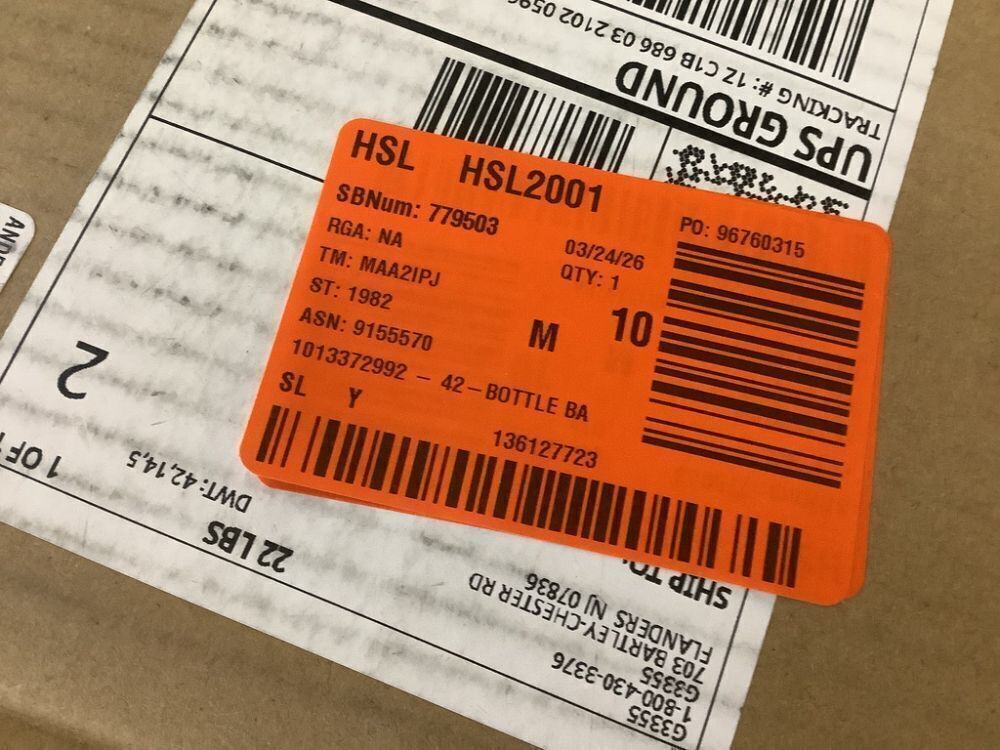 HSL HSL2001
SBNum: 779503
RGA: NA
TM: MAA2IPJ
ST: 1982
ASN: 9155570
1013372992 - 42-BOTTLE BA
SL Y
03/24/26
QTY: 1
M 10
PO: 96760315
136127723
G3355
1-800-430-3376
G3355
703 BARTLEY-CHESTER RD
FLANDERS NJ 07836
22 LBS
DWT: 42,14,5
1 OF
SHIP TO:
2
UPS GROUND
TRACKING #: 1Z C1B 686 03 2102 059
ANDE